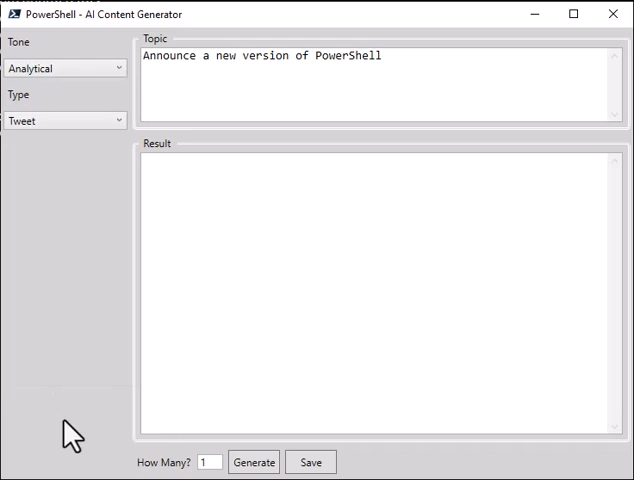 PowerShell - AI Content Generator
Tone
Analytical
Type
Tweet
Topic
Announce a new version of PowerShell
Result
How Many? 1 Generate Save